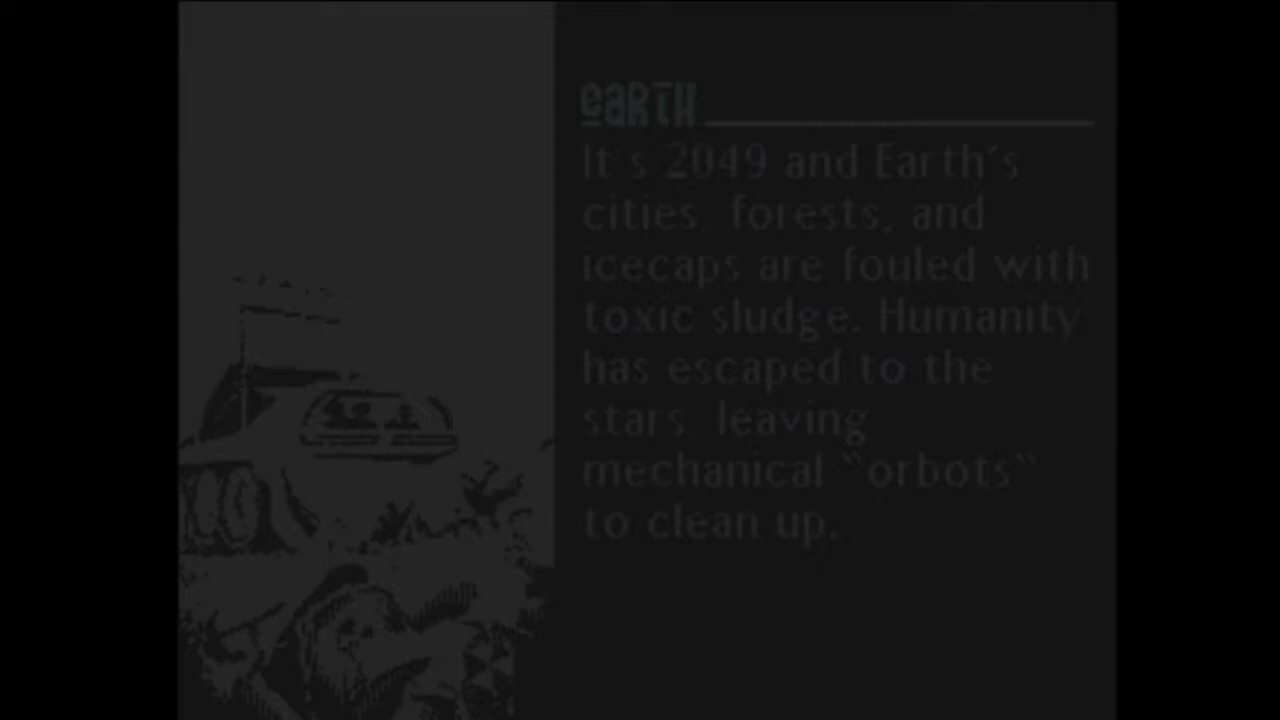 eaRTH
It's 2049 and Earth's
cities, forests, and
icecaps are fouled with
toxic sludge. Humanity
has escaped to the
stars, leaving
mechanical "orbots"
to clean up.